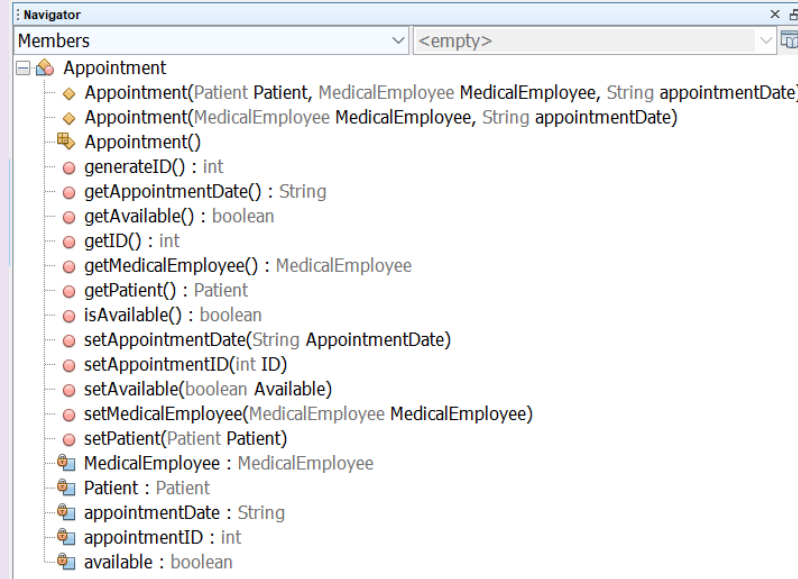 Navigator
Members <empty>
Appointment
Appointment(Patient Patient, MedicalEmployee MedicalEmployee, String appointmentDate)
Appointment(MedicalEmployee MedicalEmployee, String appointmentDate)
Appointment()
generateID() : int
getAppointmentDate() : String
getAvailable() : boolean
getID() : int
getMedicalEmployee() : MedicalEmployee
getPatient() : Patient
isAvailable() : boolean
setAppointmentDate(String AppointmentDate)
setAppointmentID(int ID)
setAvailable(boolean Available)
setMedicalEmployee(MedicalEmployee MedicalEmployee)
setPatient(Patient Patient)
MedicalEmployee : MedicalEmployee
Patient : Patient
appointmentDate : String
appointmentID : int
available : boolean